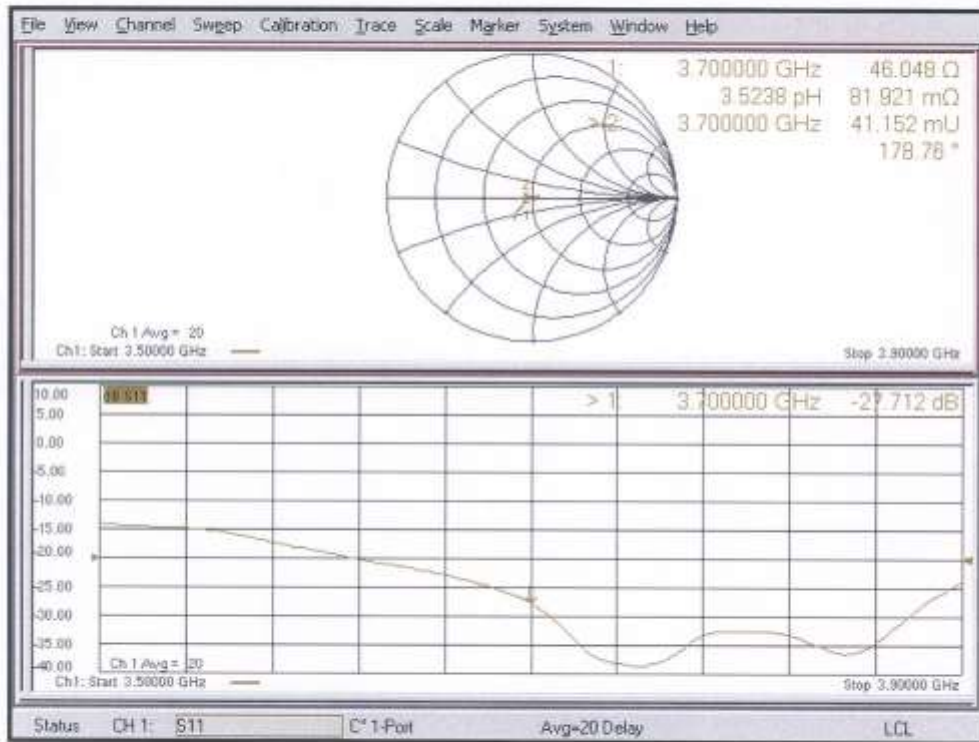 File View Channel Sweep Calibration Trace Scale Marker System Window Help
1: 3.700000 GHz 46.048 Ω
3.5238 pH 81.921 mΩ
> 2: 3.700000 GHz 41.152 mU
178.76 °
Ch 1 Avg = 20
Ch1: Start 3.50000 GHz
Stop 3.90000 GHz
10.00 dB S11
> 1: 3.700000 GHz -27.712 dB
5.00
0.00
-5.00
-10.00
-15.00
-20.00
-25.00
-30.00
-35.00
-40.00
Ch 1 Avg = 20
Ch1: Start 3.50000 GHz
Stop 3.90000 GHz
Status CH 1: S11 C* 1-Port Avg=20 Delay LCL